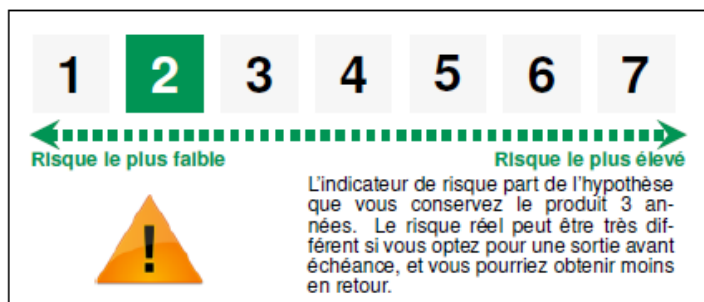 1 2 3 4 5 6 7
Risque le plus faible Risque le plus élevé
L'indicateur de risque part de l'hypothèse
que vous conservez le produit 3 an-
nées. Le risque réel peut être très dif-
férent si vous optez pour une sortie avant
échéance, et vous pourriez obtenir moins
en retour.
!